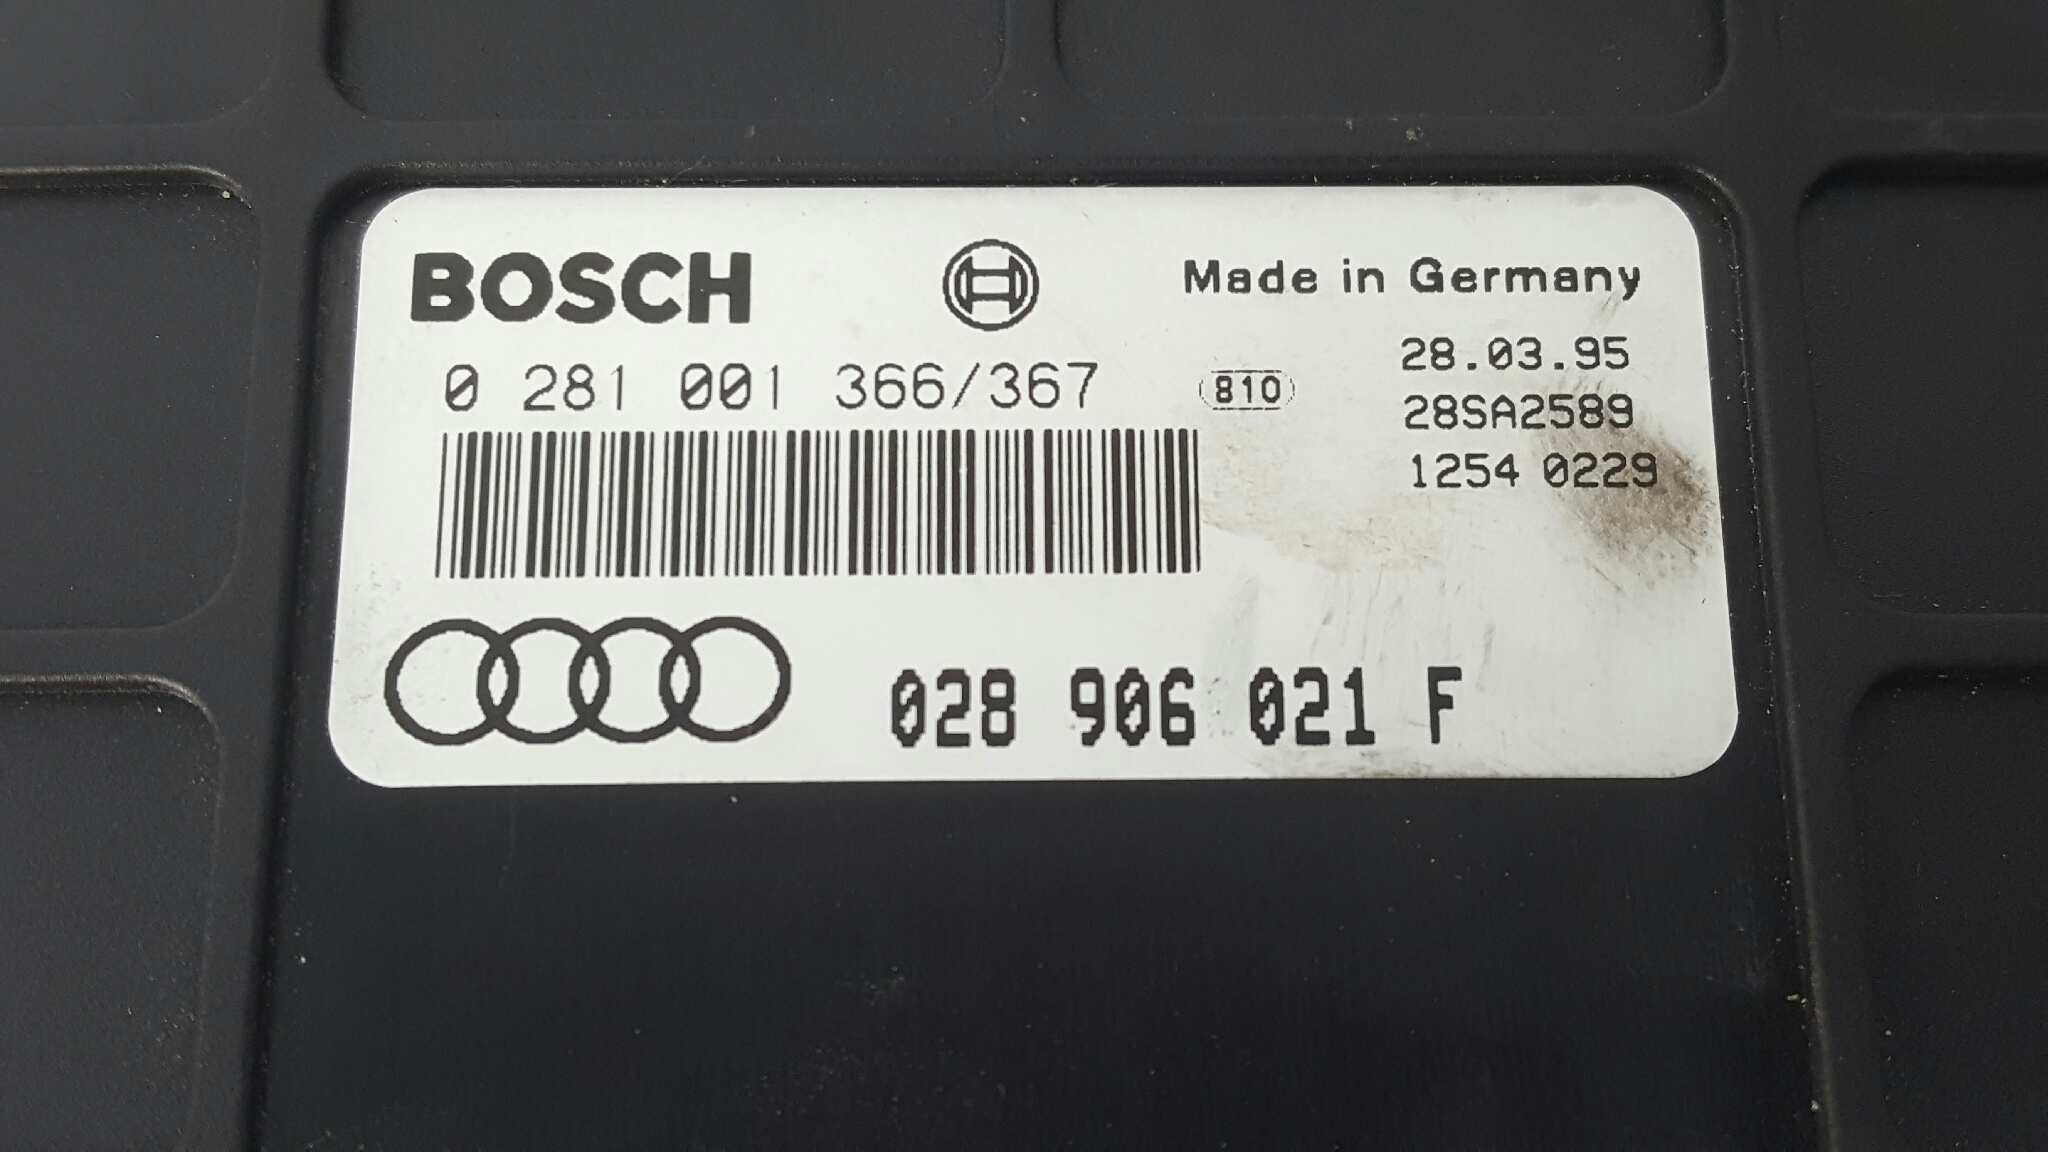 BOSCH Made in Germany
28.03.95
0 281 001 366/367 810
28SA2589
1254 0229
028 906 021 F